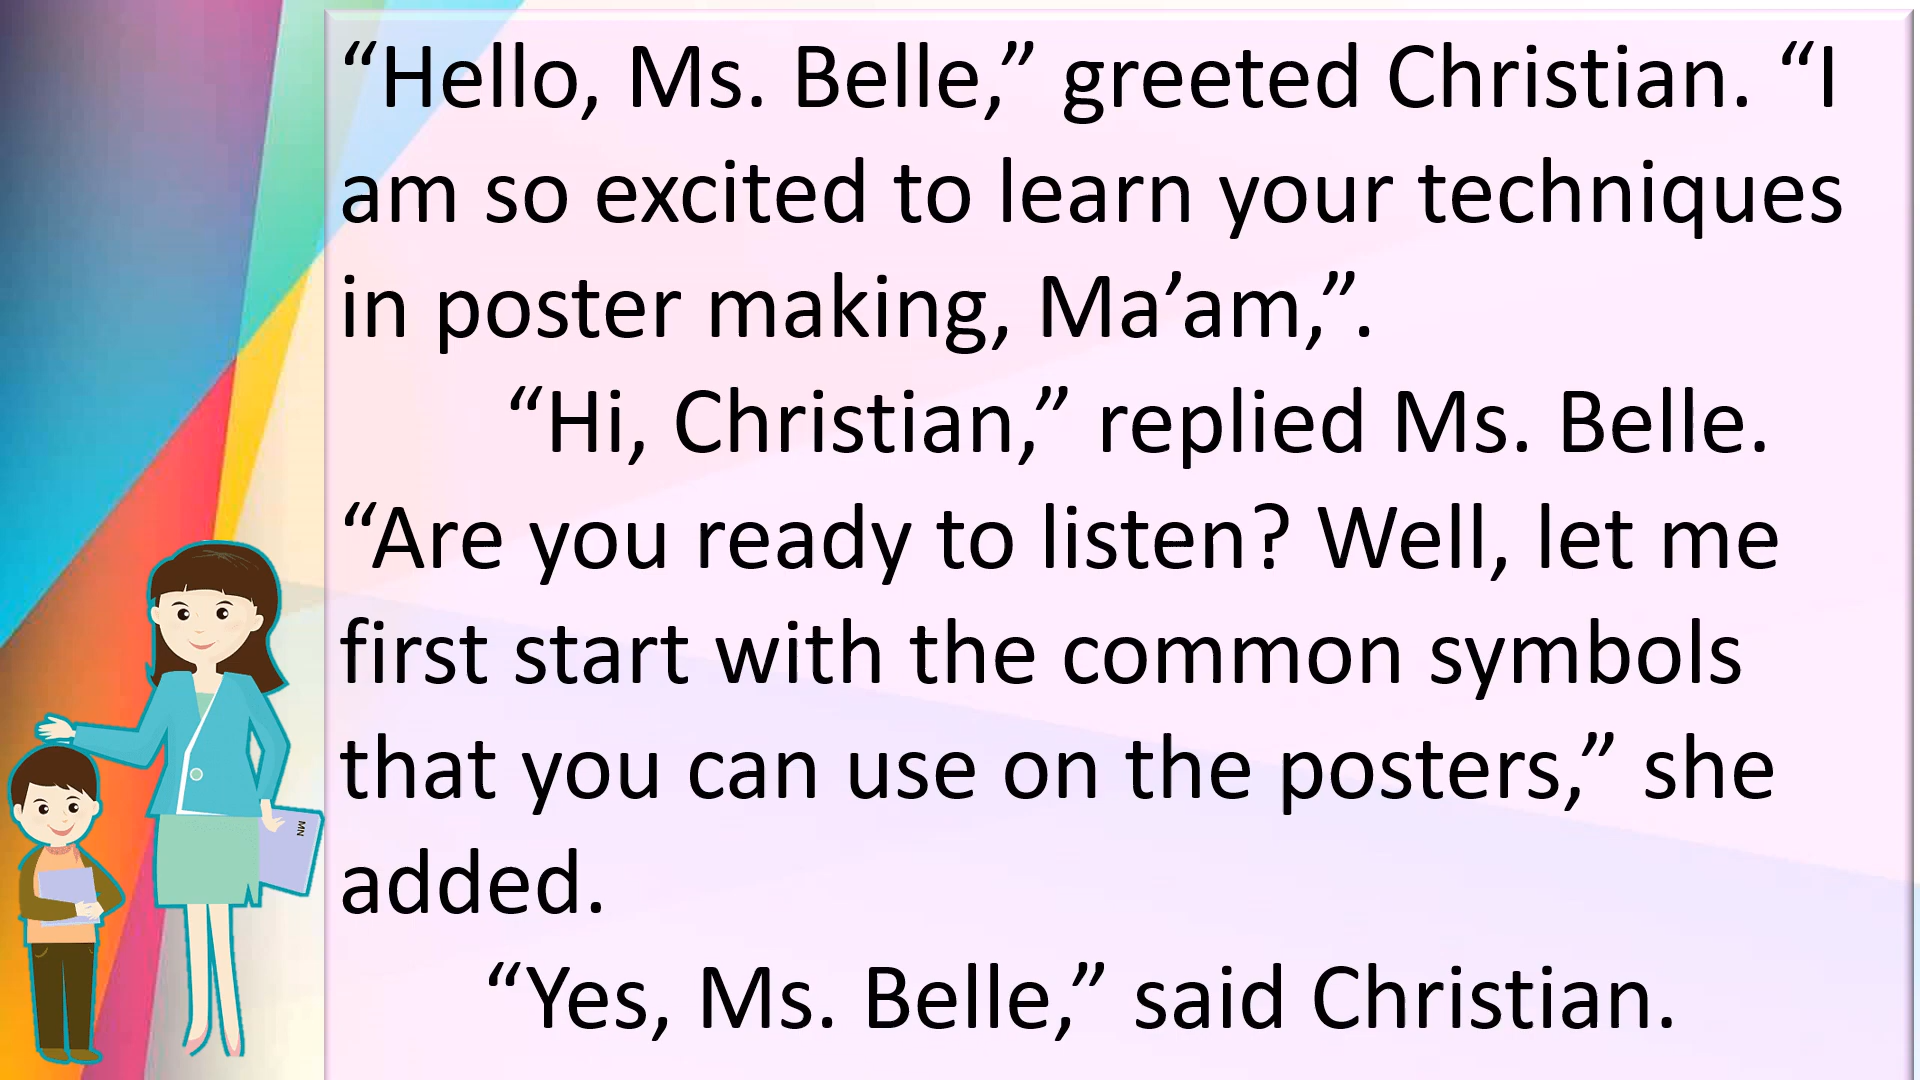 “Hello, Ms. Belle,” greeted Christian. “I
am so excited to learn your techniques
in poster making, Ma’am,”.
“Hi, Christian,” replied Ms. Belle.
“Are you ready to listen? Well, let me
first start with the common symbols
that you can use on the posters,” she
added.
“Yes, Ms. Belle,” said Christian.
MN